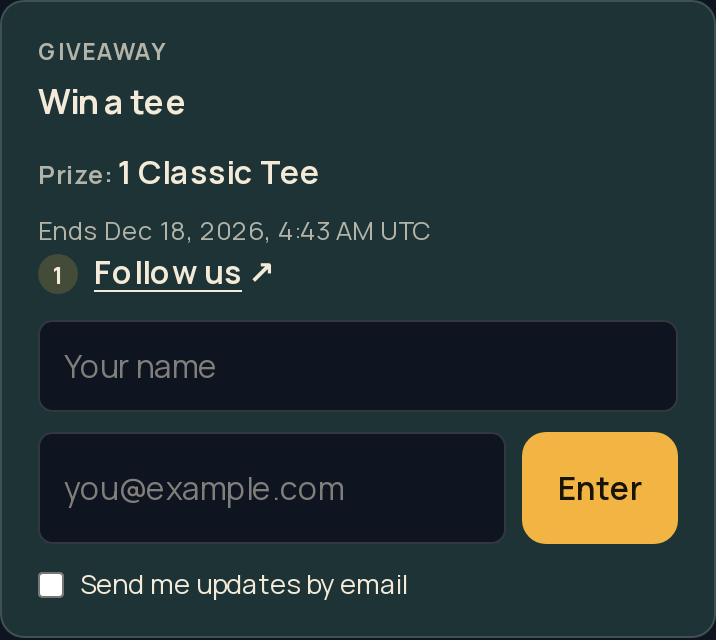 GIVEAWAY
Win a tee
Prize: 1 Classic Tee
Ends Dec 18, 2026, 4:43 AM UTC
1 Follow us ↗
Your name
you@example.com
Enter
Send me updates by email